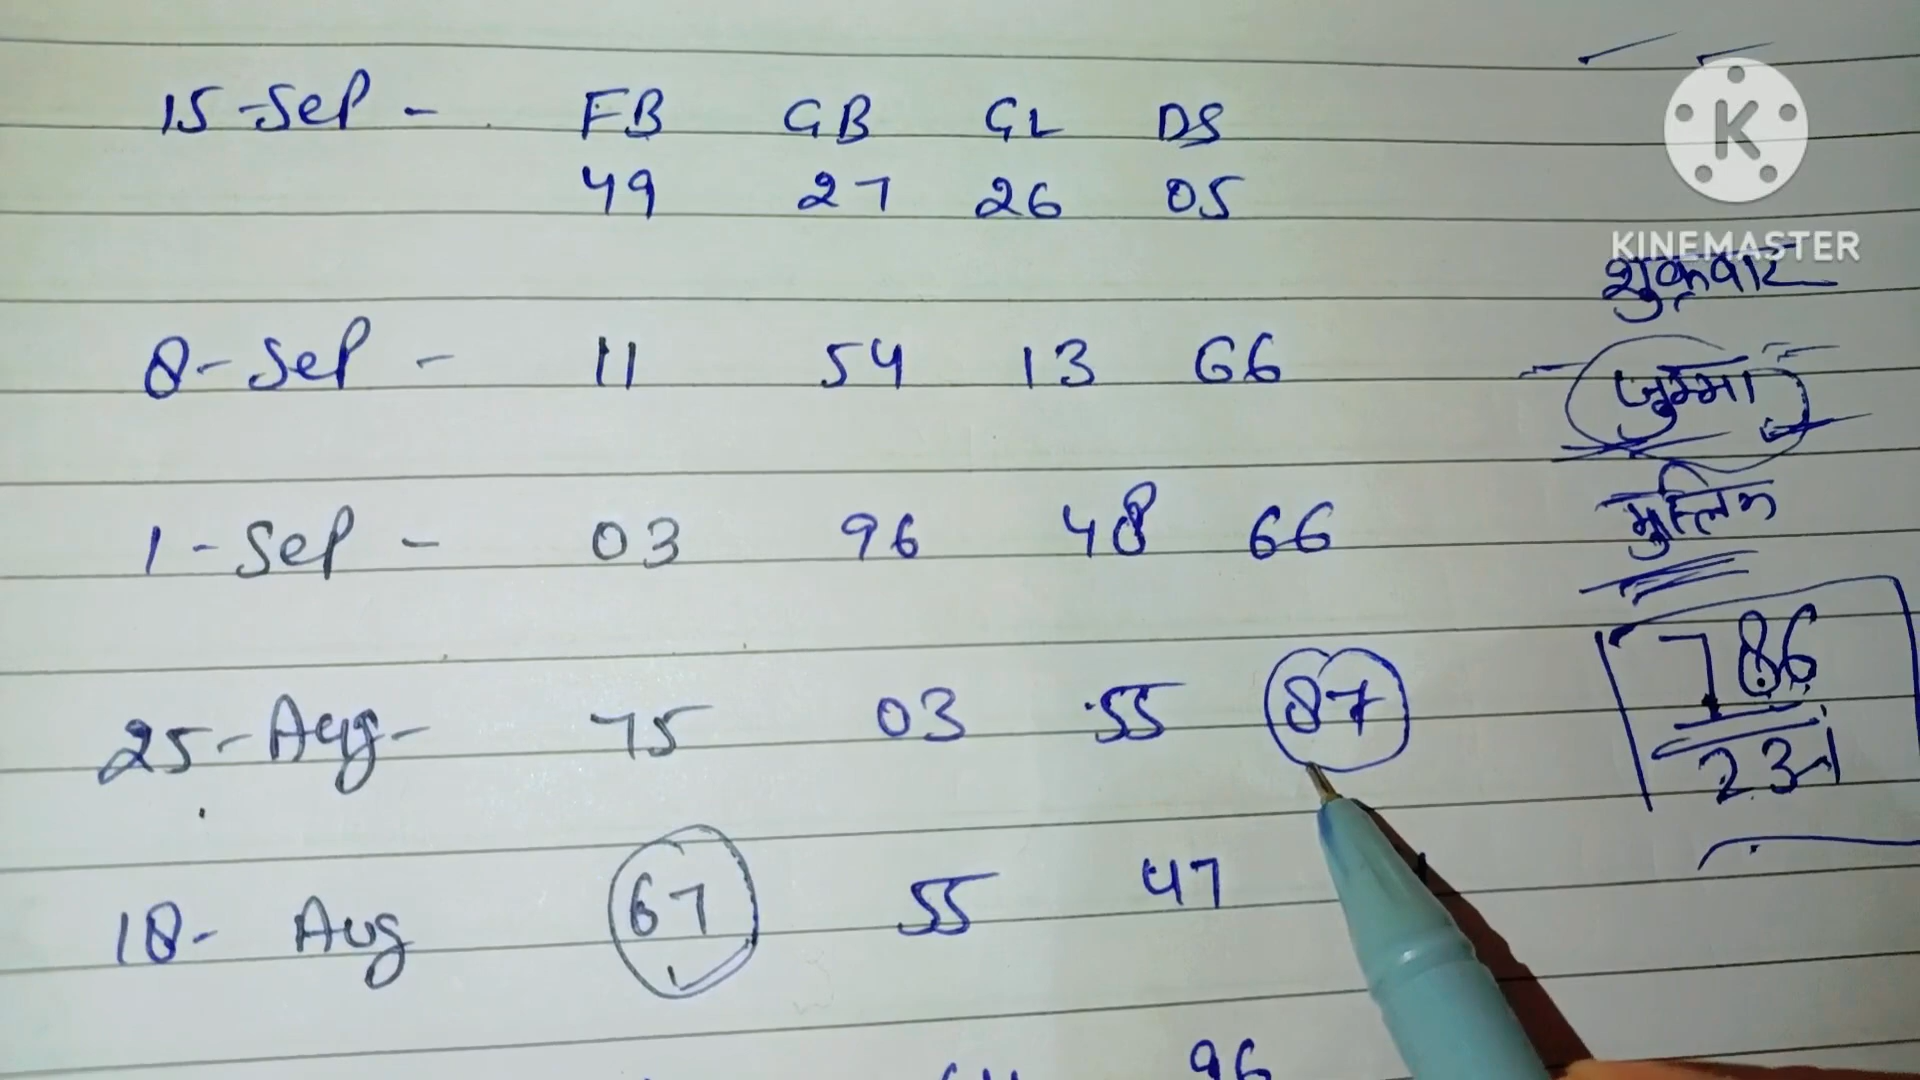 15-Sep - FB GB GL DS
49 27 26 05
8-Sep - 11 54 13 66
1-Sep - 03 96 48 66
25-Aug- 75 03 55 87
18- Aug 67 55 47
96
K
KINEMASTER
शुक्रवार
जुम्मा
मुस्लिम
786